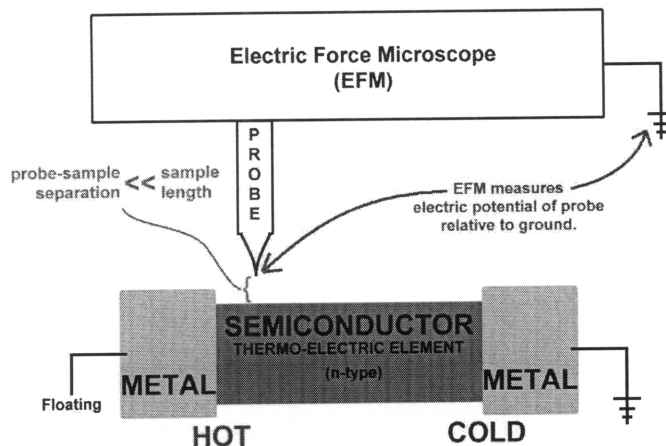 Electric Force Microscope
(EFM)
PROBE
probe-sample << sample
separation length
EFM measures
electric potential of probe
relative to ground.
SEMICONDUCTOR
THERMO-ELECTRIC ELEMENT
(n-type)
METAL
METAL
Floating
HOT
COLD